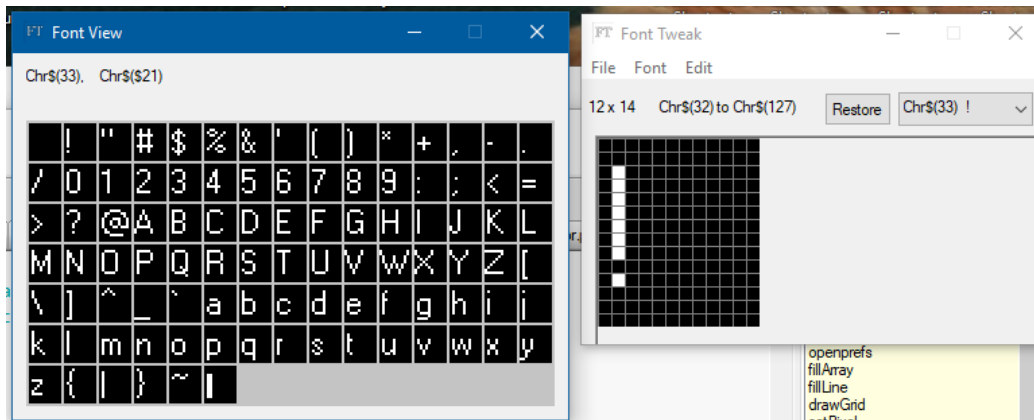 FT Font View
Chr$(33), Chr$($21)
! " # $ % & ' ( ) * + , - .
/ 0 1 2 3 4 5 6 7 8 9 : ; < =
> ? @ A B C D E F G H I J K L
M N O P Q R S T U V W X Y Z [
\ ] ^ _ ` a b c d e f g h i j
k l m n o p q r s t u v w x y
z { | } ~
FT Font Tweak
File Font Edit
12 x 14 Chr$(32) to Chr$(127) Restore Chr$(33) !
openprefs
fillArray
fillLine
drawGrid